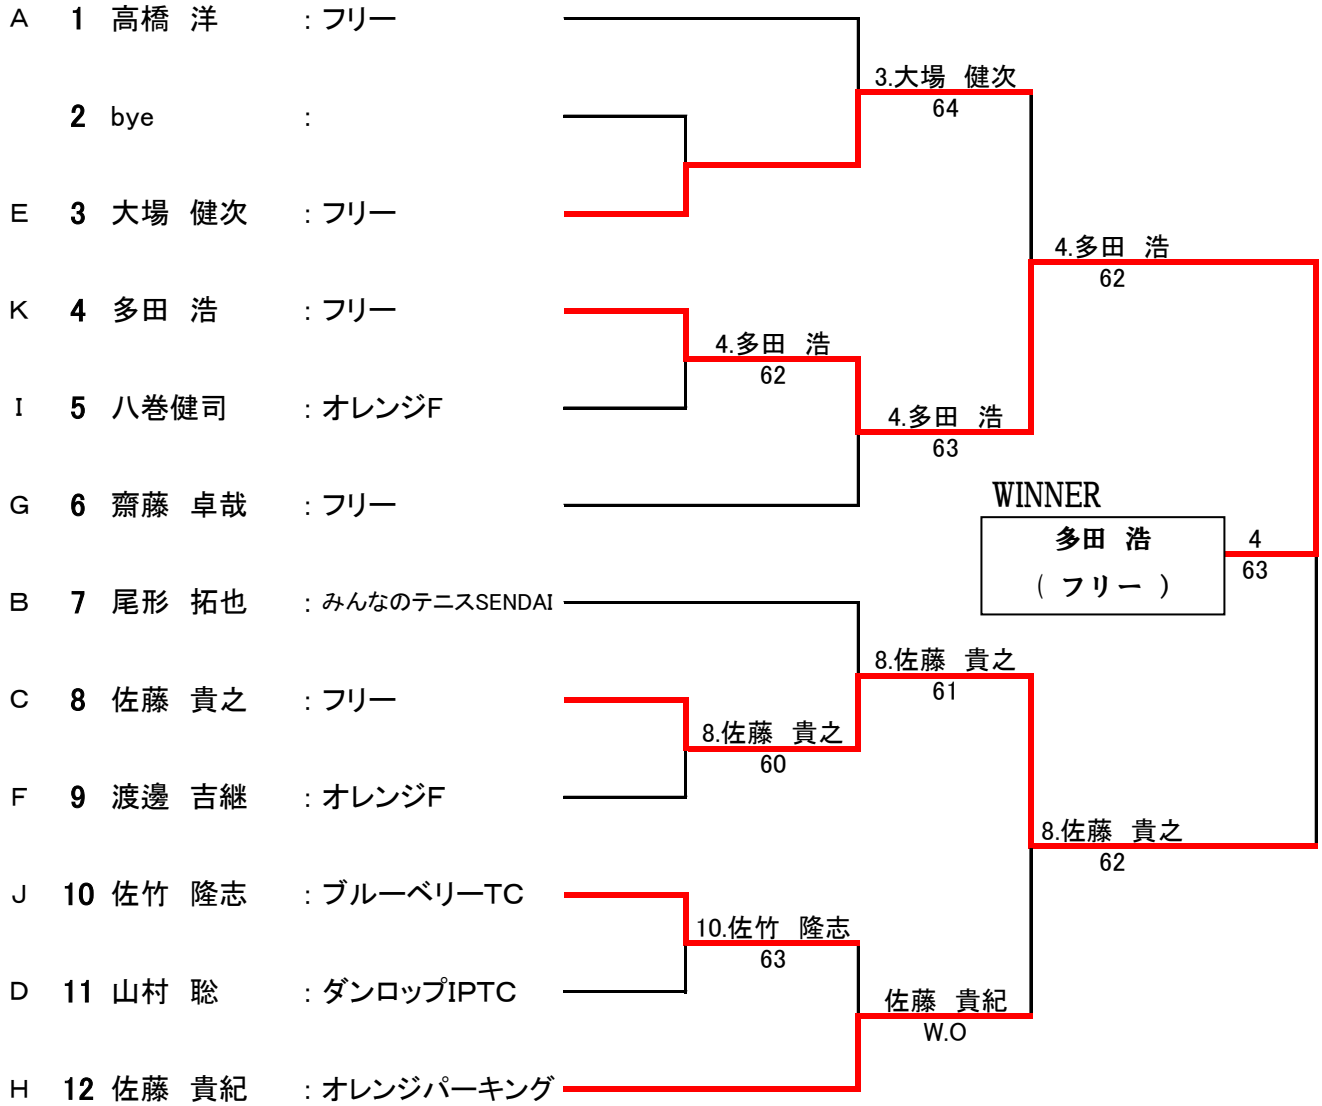 A 1 高橋 洋 : フリー
3.大場 健次
64
2 bye :
E 3 大場 健次 : フリー
4.多田 浩
62
K 4 多田 浩 : フリー
4.多田 浩
62
I 5 八巻健司 : オレンジF
4.多田 浩
63
G 6 齋藤 卓哉 : フリー
WINNER
多田 浩
( フリー )
4
63
B 7 尾形 拓也 : みんなのテニスSENDAI
8.佐藤 貴之
61
C 8 佐藤 貴之 : フリー
8.佐藤 貴之
60
F 9 渡邊 吉継 : オレンジF
8.佐藤 貴之
62
J 10 佐竹 隆志 : ブルーベリーTC
10.佐竹 隆志
63
D 11 山村 聡 : ダンロップIPTC
佐藤 貴紀
W.O
H 12 佐藤 貴紀 : オレンジパーキング